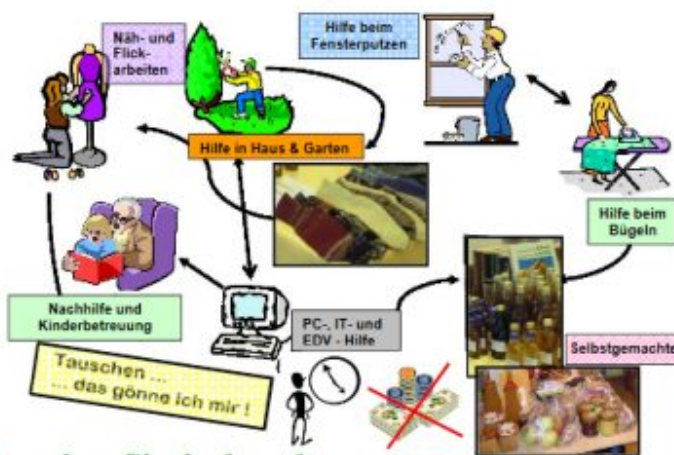 Näh- und
Flick-
arbeiten
Hilfe beim
Fensterputzen
Hilfe in Haus & Garten
Hilfe beim
Bügeln
Nachhilfe und
Kinderbetreuung
PC-, IT- und
EDV - Hilfe
Selbstgemachte
Tauschen ...
... das gönne ich mir !